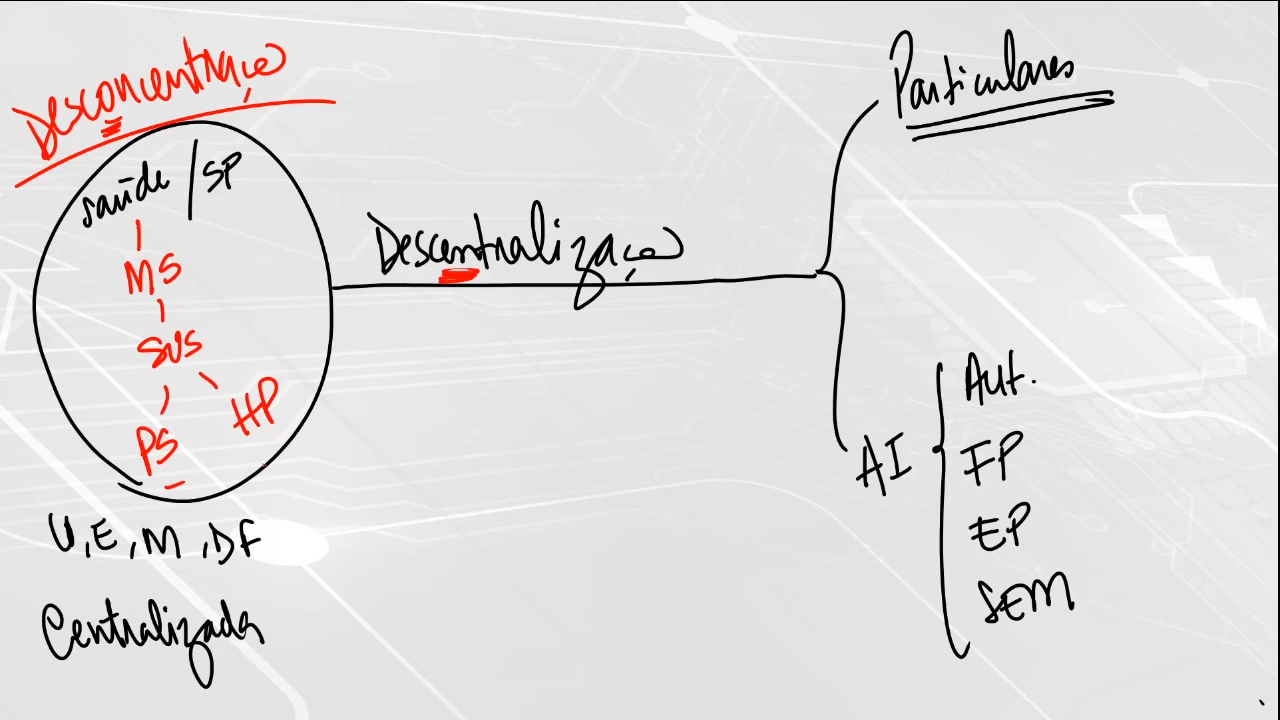 Desconcentração
saúde / SP
MS
SUS
PS
HP
U, E, M, DF
Centralizada
Descentralização
Particulares
AI
Aut.
FP
EP
SEM